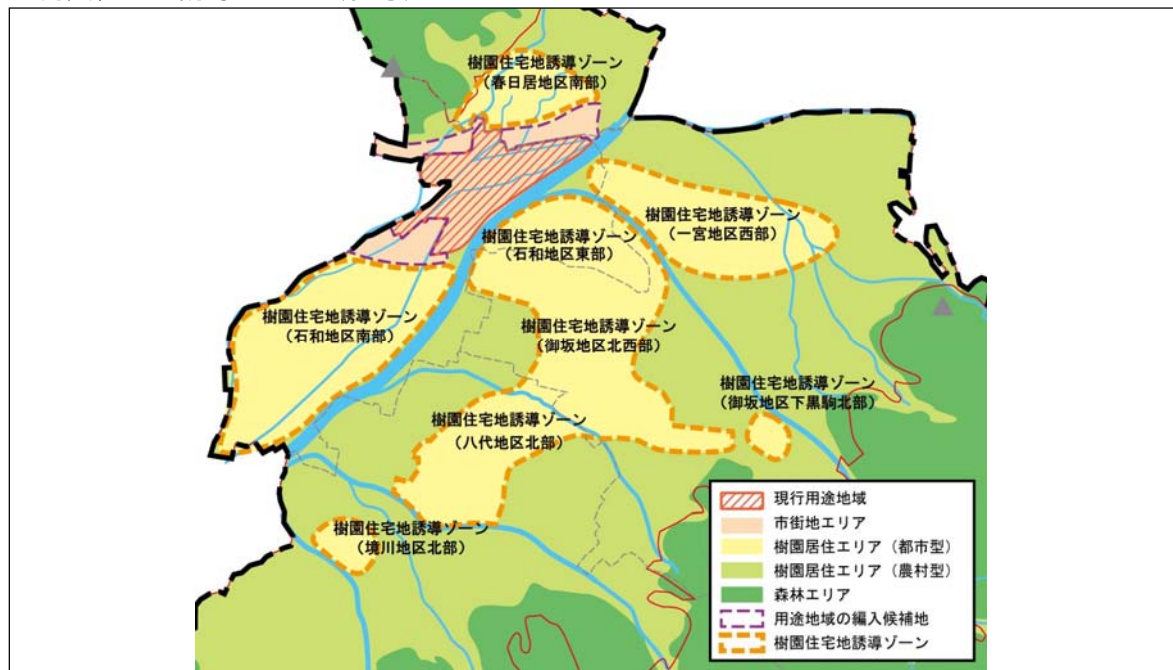 樹園住宅地誘導ゾーン
（春日居地区南部）
樹園住宅地誘導ゾーン
（一宮地区西部）
樹園住宅地誘導ゾーン
（石和地区東部）
樹園住宅地誘導ゾーン
（石和地区南部）
樹園住宅地誘導ゾーン
（御坂地区北西部）
樹園住宅地誘導ゾーン
（御坂地区下黒駒北部）
樹園住宅地誘導ゾーン
（八代地区北部）
樹園住宅地誘導ゾーン
（境川地区北部）
現行用途地域
市街地エリア
樹園居住エリア（都市型）
樹園居住エリア（農村型）
森林エリア
用途地域の編入候補地
樹園住宅地誘導ゾーン